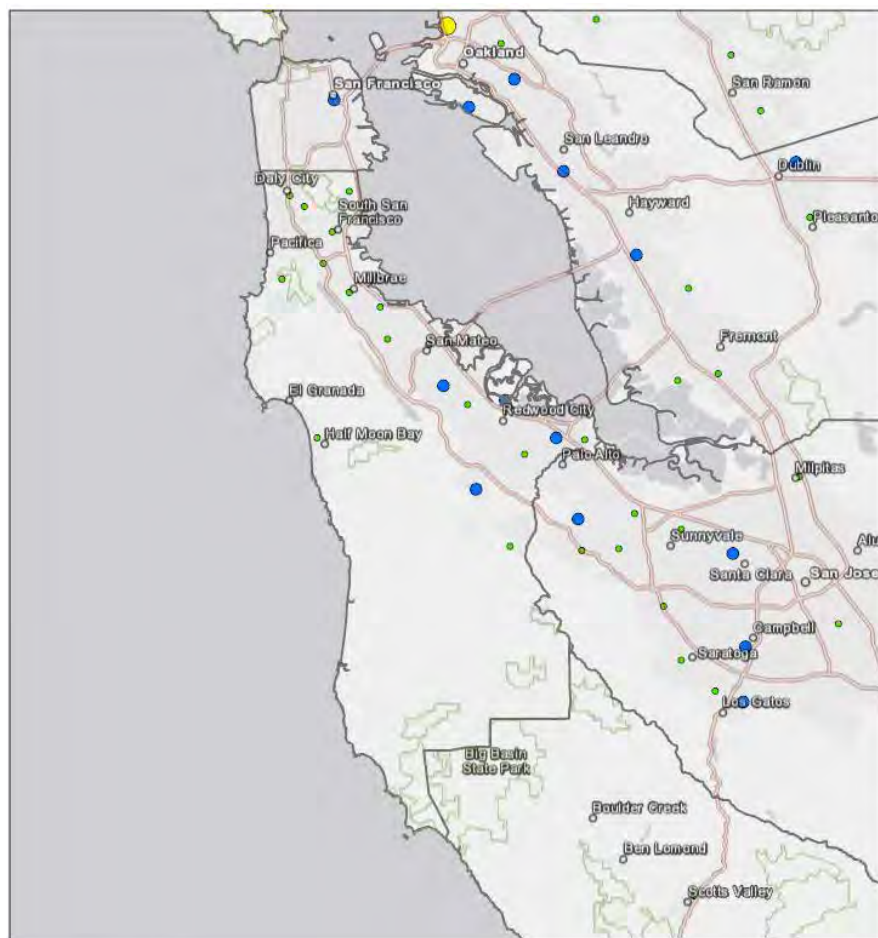 Oakland
San Francisco
San Ramon
San Leandro
Dublin
Daly City
Hayward
South San
Francisco
Pleasanto
Pacifica
Millbrae
Fremont
San Mateo
El Granada
Redwood City
Half Moon Bay
Palo Alto
Milpitas
Sunnyvale
Alu
Santa Clara
San Jose
Campbell
Saratoga
Los Gatos
Big Basin
State Park
Boulder Creek
Ben Lomond
Scotts Valley